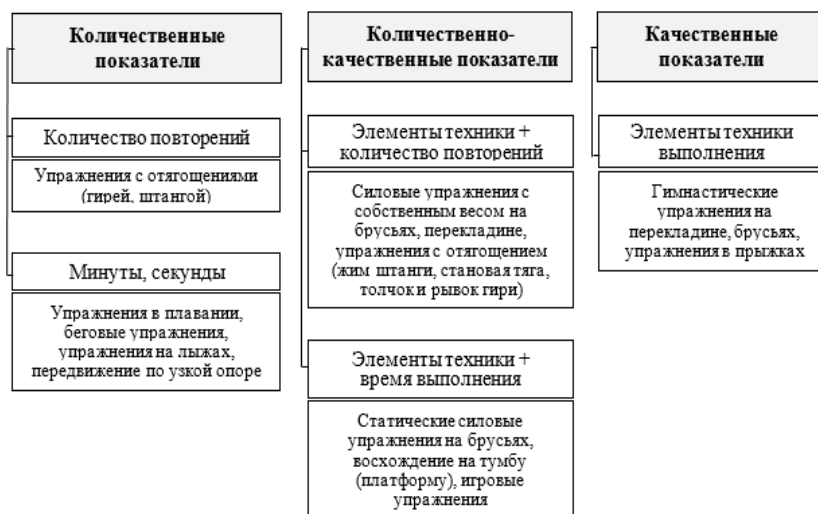 Количественные
показатели
Количество повторений
Упражнения с отягощениями
(гирей, штангой)
Минуты, секунды
Упражнения в плавании,
беговые упражнения,
упражнения на лыжах,
передвижение по узкой опоре
Количественно-
качественные показатели
Элементы техники +
количество повторений
Силовые упражнения с
собственным весом на
брусьях, перекладине,
упражнения с отягощением
(жим штанги, становая тяга,
толчок и рывок гири)
Элементы техники +
время выполнения
Статические силовые
упражнения на брусьях,
восхождение на тумбу
(платформу), игровые
упражнения
Качественные
показатели
Элементы техники
выполнения
Гимнастические
упражнения на
перекладине, брусьях,
упражнения в прыжках